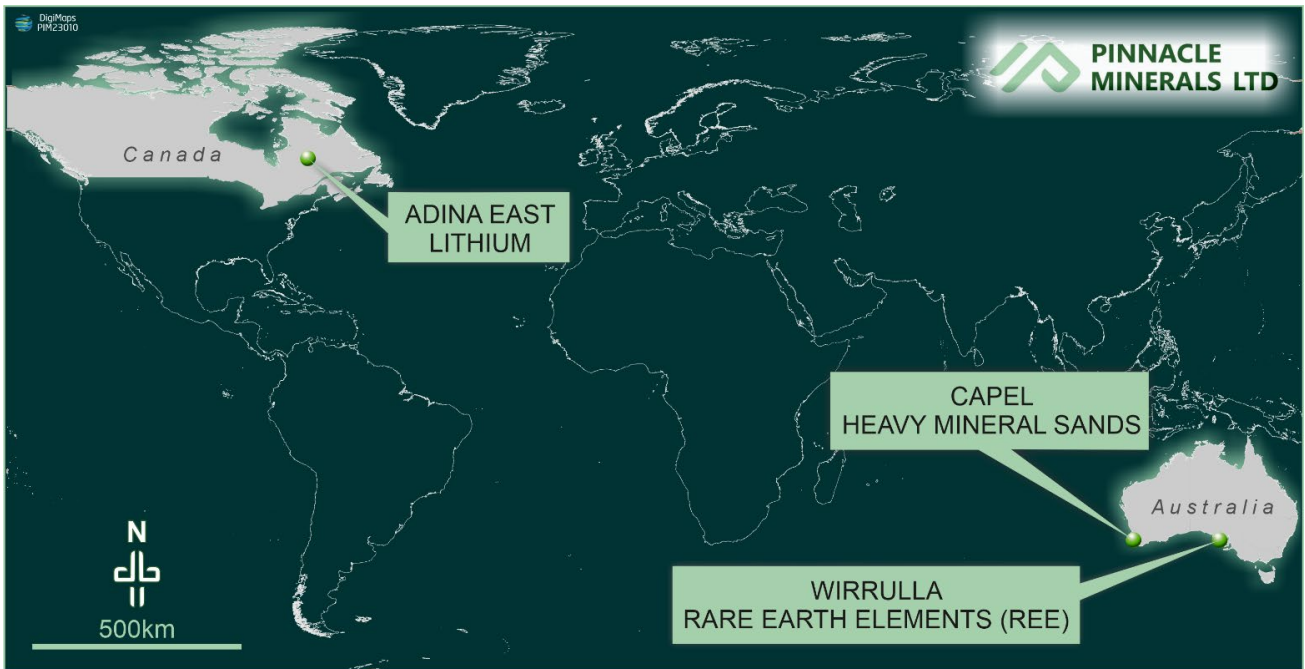 DigiMaps
PIM23010
PINNACLE
MINERALS LTD
Canada
ADINA EAST
LITHIUM
CAPEL
HEAVY MINERAL SANDS
Australia
WIRRULLA
RARE EARTH ELEMENTS (REE)
N
500km